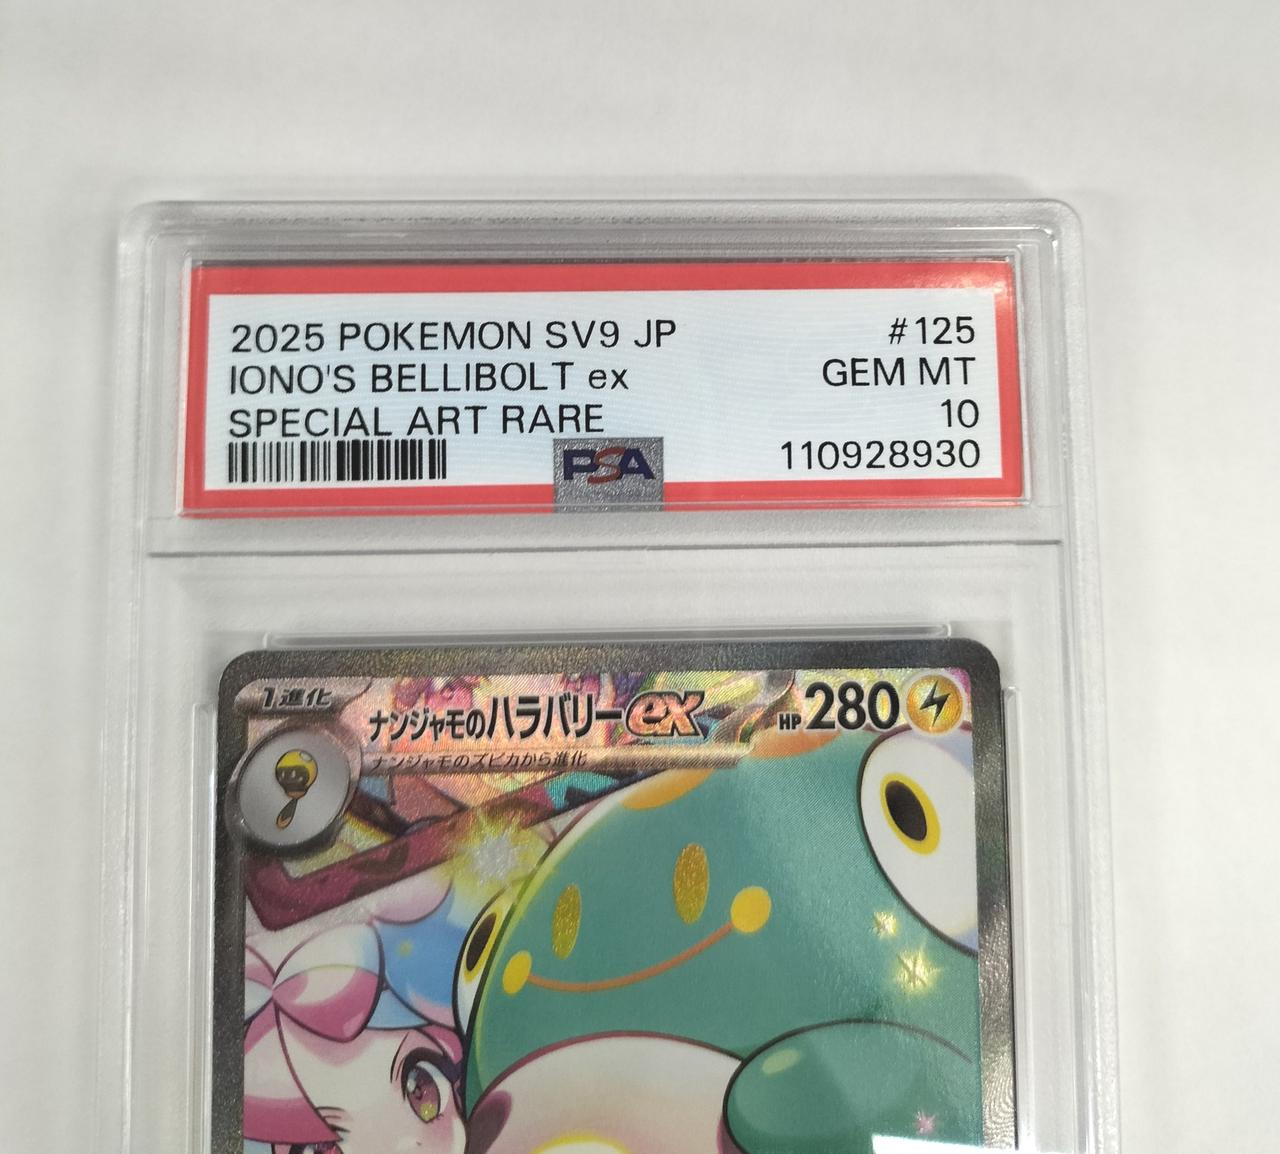 2025 POKEMON SV9 JP #125
IONO'S BELLIBOLT ex GEM MT
SPECIAL ART RARE 10
PSA 110928930
1進化 ナンジャモのハラバリーex HP280
ナンジャモのズピカから進化